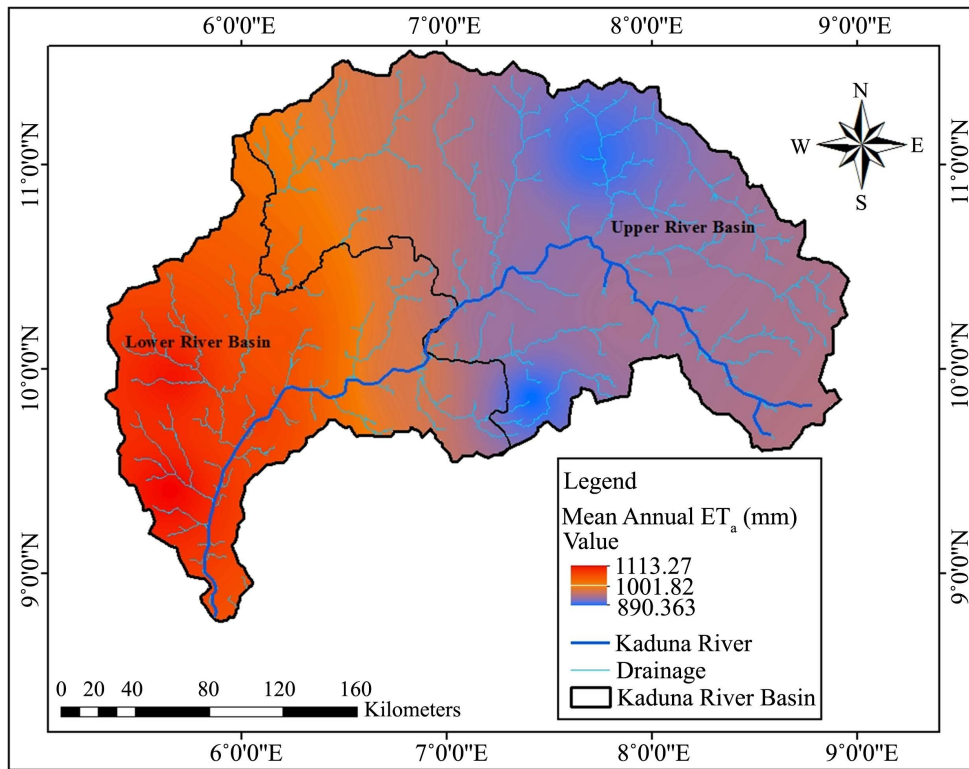 6°0'0"E 7°0'0"E 8°0'0"E 9°0'0"E
N
W E
S
11°0'0"N 11°0'0"N
Upper River Basin
Lower River Basin
10°0'0"N 10°0'0"N
Legend
Mean Annual ETa (mm)
Value
1113.27
1001.82
890.363
9°0'0"N 9°0'0"N
Kaduna River
Drainage
Kaduna River Basin
0 20 40 80 120 160
Kilometers
6°0'0"E 7°0'0"E 8°0'0"E 9°0'0"E